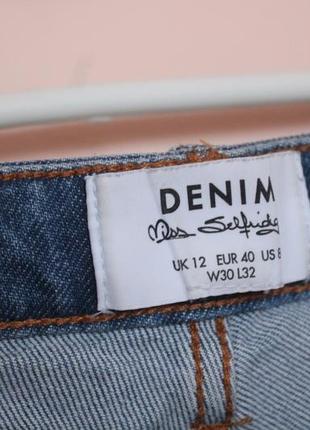 DENIM
Miss Selfridge
UK 12 EUR 40 US 8
W30 L32